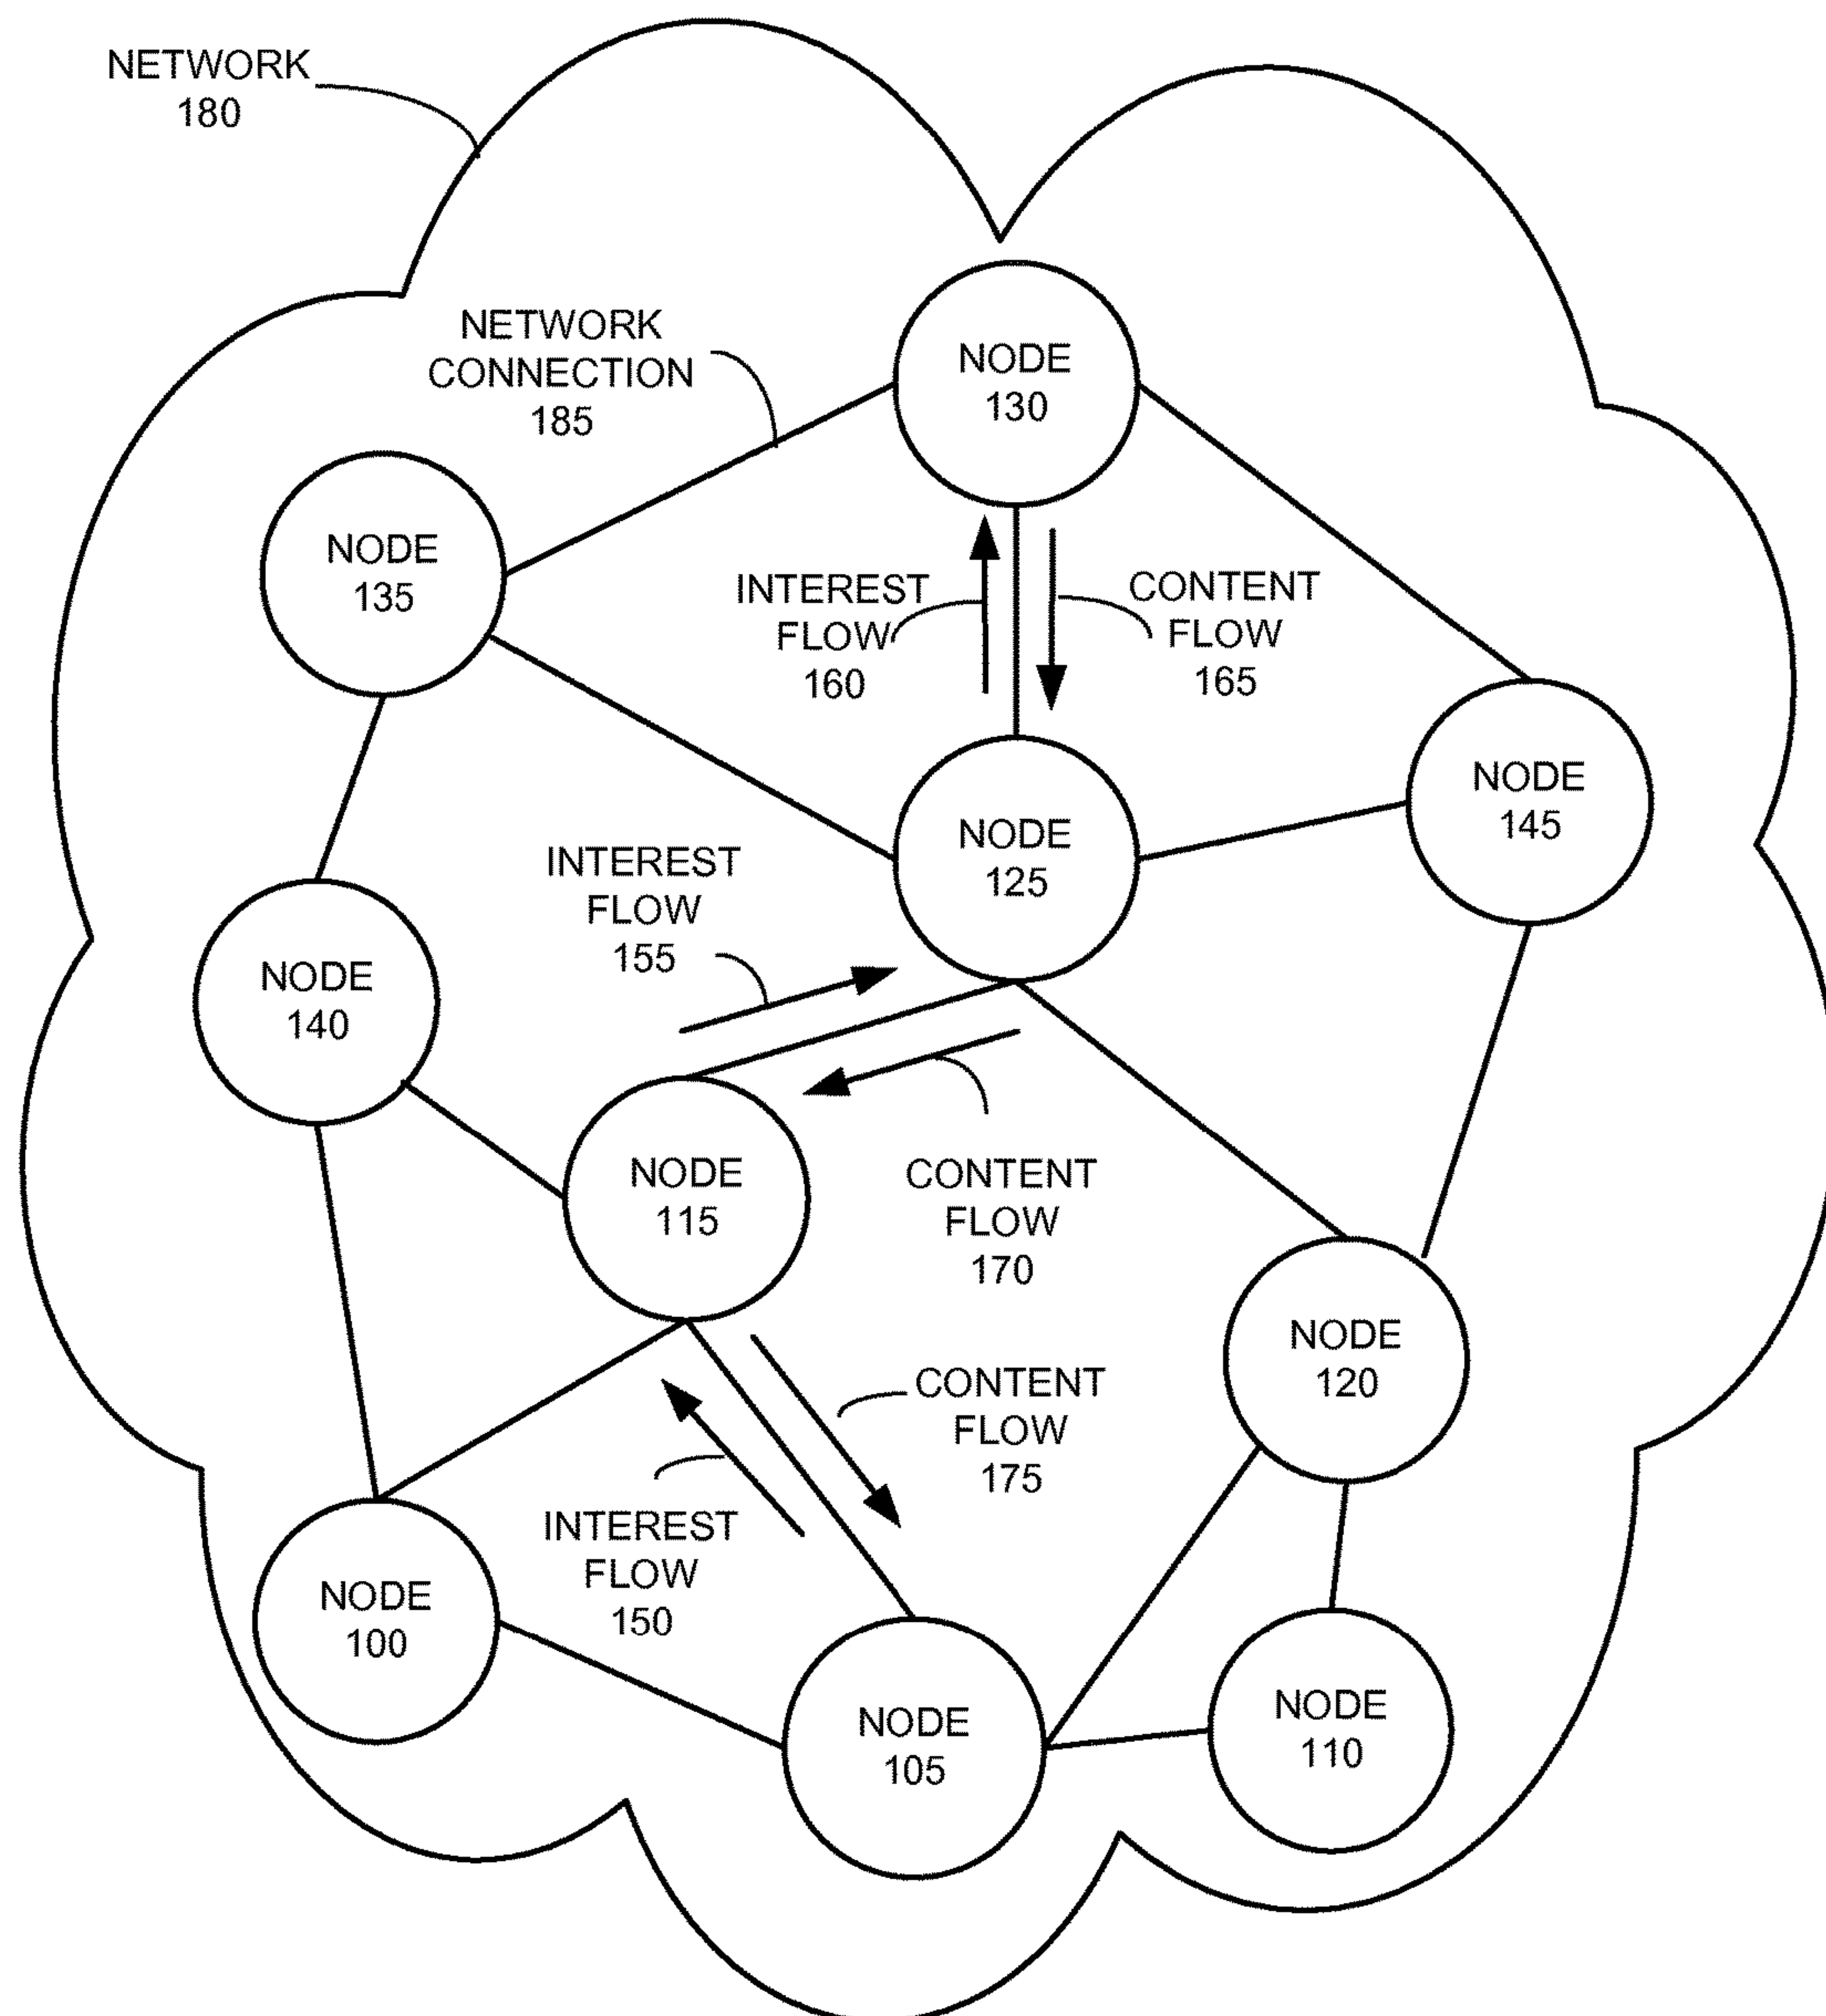 NETWORK
180
NETWORK
CONNECTION
185
NODE
130
NODE
135
INTEREST
FLOW
160
CONTENT
FLOW
165
NODE
145
NODE
125
INTEREST
FLOW
155
NODE
140
NODE
115
CONTENT
FLOW
170
NODE
120
CONTENT
FLOW
175
INTEREST
FLOW
150
NODE
100
NODE
105
NODE
110